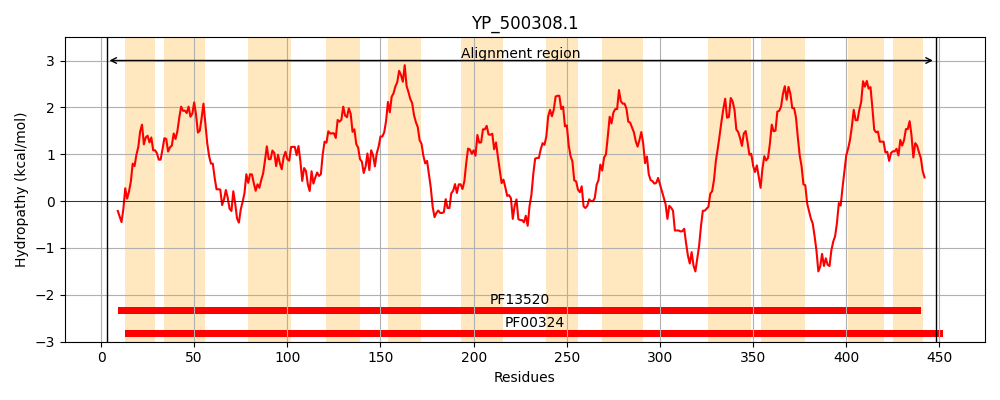 YP_500308.1
Alignment region
Hydropathy (kcal/mol)
3
2
1
0
−1
−2
−3
PF13520
PF00324
0 50 100 150 200 250 300 350 400 450
Residues